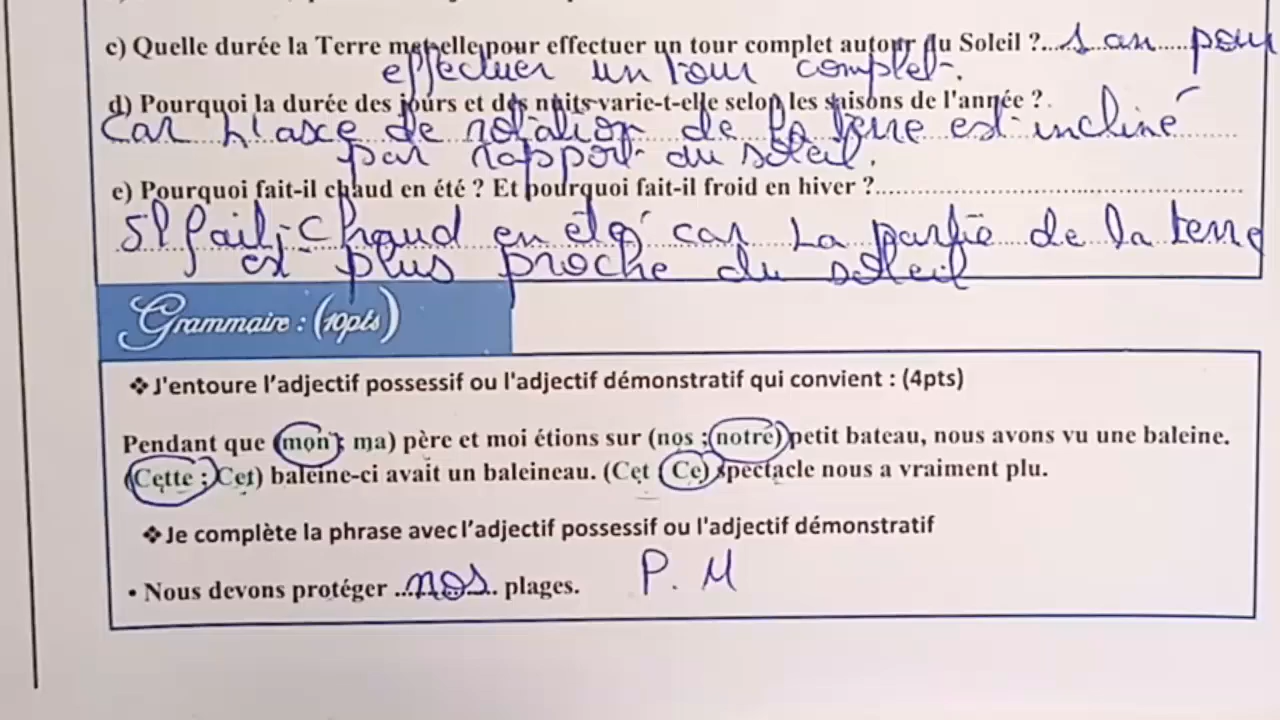 c) Quelle durée la Terre met-elle pour effectuer un tour complet autour du Soleil ?...1 an.....pour
effectuer un tour complet.
d) Pourquoi la durée des jours et des nuits varie-t-elle selon les saisons de l'année ?
Car l'axe de rotation de la terre est incliné
par rapport du soleil.
e) Pourquoi fait-il chaud en été ? Et pourquoi fait-il froid en hiver ?
Il fait chaud en été car la partie de la terre
est plus proche du soleil
Grammaire : (10pts)
❖J'entoure l'adjectif possessif ou l'adjectif démonstratif qui convient : (4pts)
Pendant que (mon ; ma) père et moi étions sur (nos ; notre) petit bateau, nous avons vu une baleine.
(Cette ; Cet) baleine-ci avait un baleineau. (Cet ( Ce) spectacle nous a vraiment plu.
❖Je complète la phrase avec l'adjectif possessif ou l'adjectif démonstratif
• Nous devons protéger ..nos.. plages. P. M